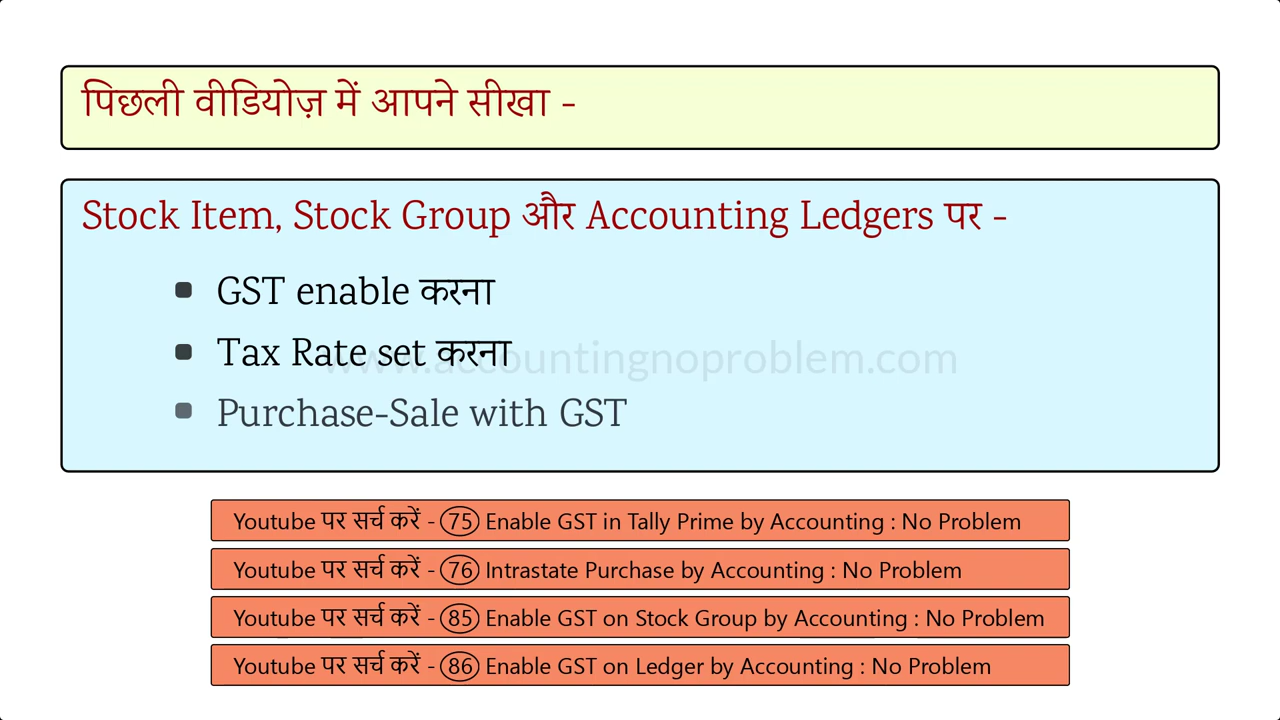 पिछली वीडियोज़ में आपने सीखा -
Stock Item, Stock Group और Accounting Ledgers पर -
GST enable करना
Tax Rate set करना
www.accountingnoproblem.com
Purchase-Sale with GST
Youtube पर सर्च करें - 75 Enable GST in Tally Prime by Accounting : No Problem
Youtube पर सर्च करें - 76 Intrastate Purchase by Accounting : No Problem
Youtube पर सर्च करें - 85 Enable GST on Stock Group by Accounting : No Problem
Youtube पर सर्च करें - 86 Enable GST on Ledger by Accounting : No Problem